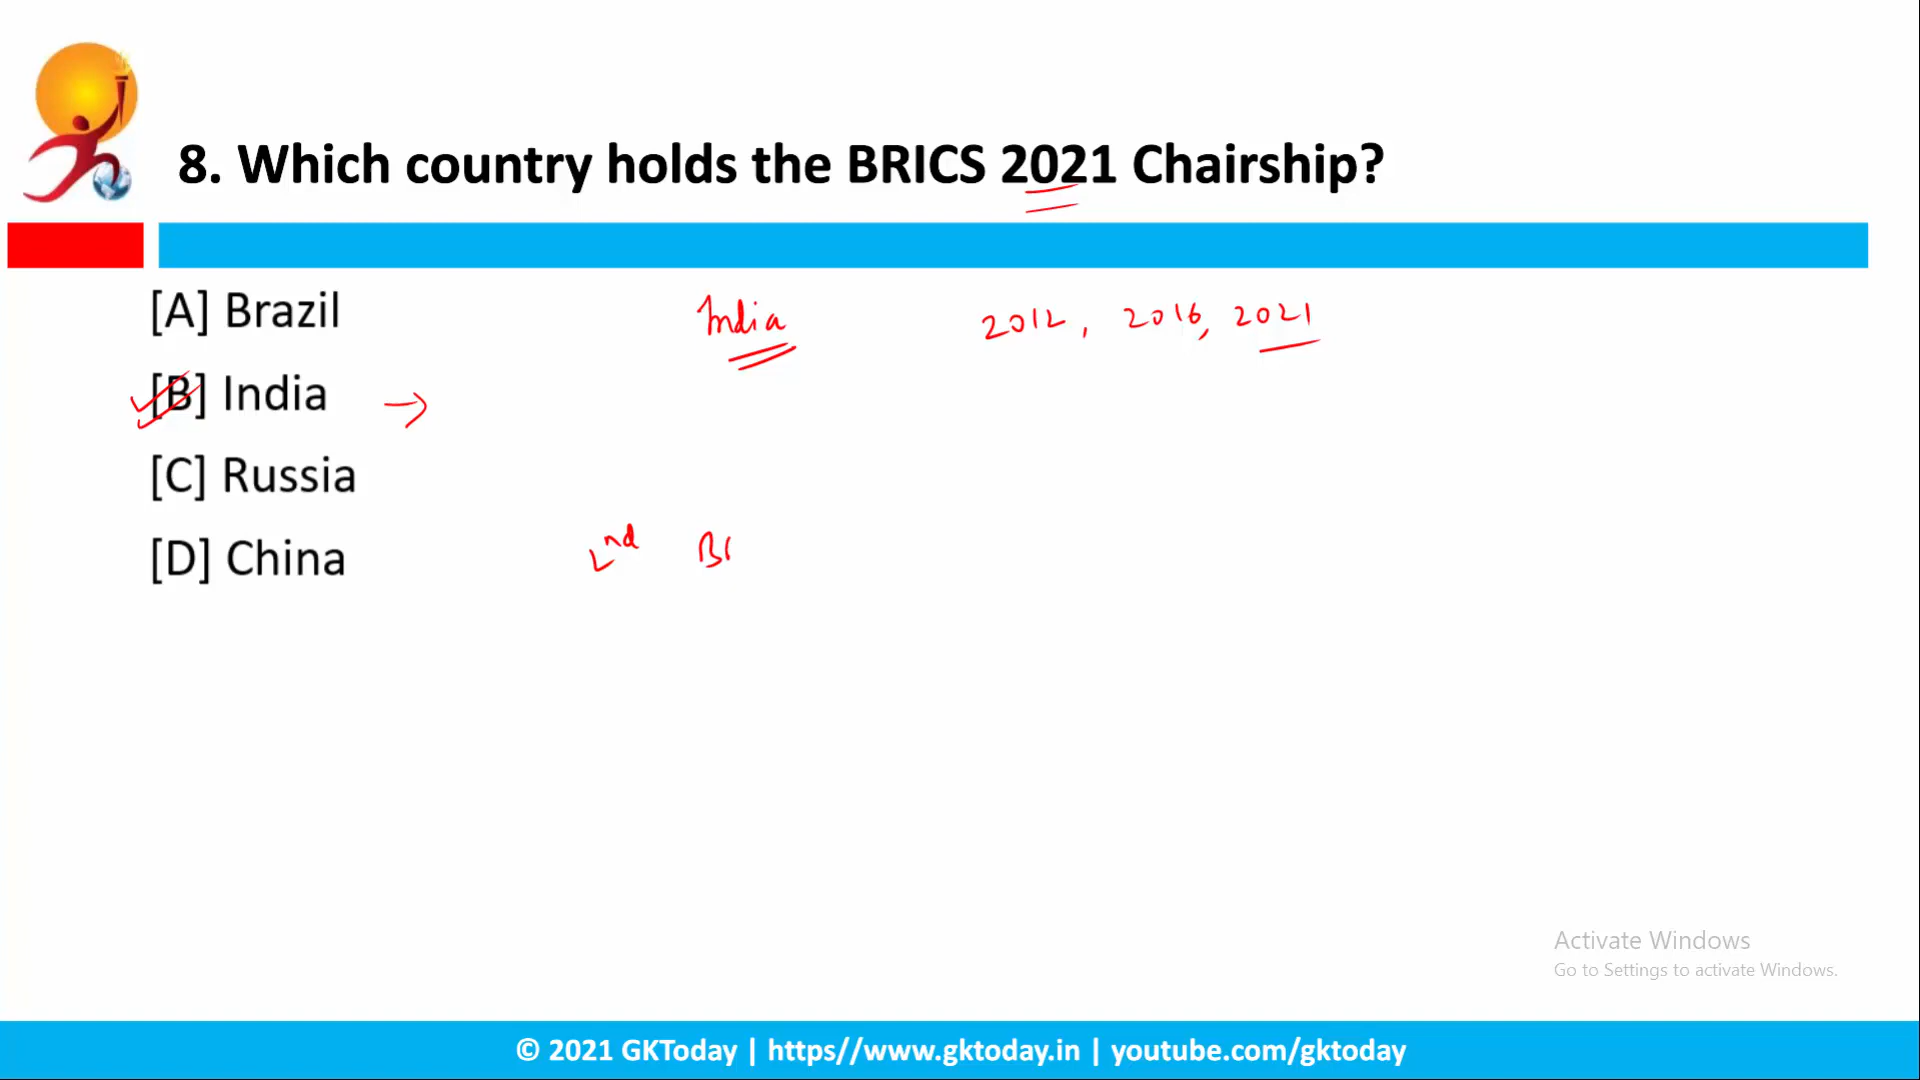 8. Which country holds the BRICS 2021 Chairship?
[A] Brazil
India 2012, 2016, 2021
[B] India →
[C] Russia
[D] China
2nd BI
Activate Windows
Go to Settings to activate Windows.
© 2021 GKToday | https//www.gktoday.in | youtube.com/gktoday